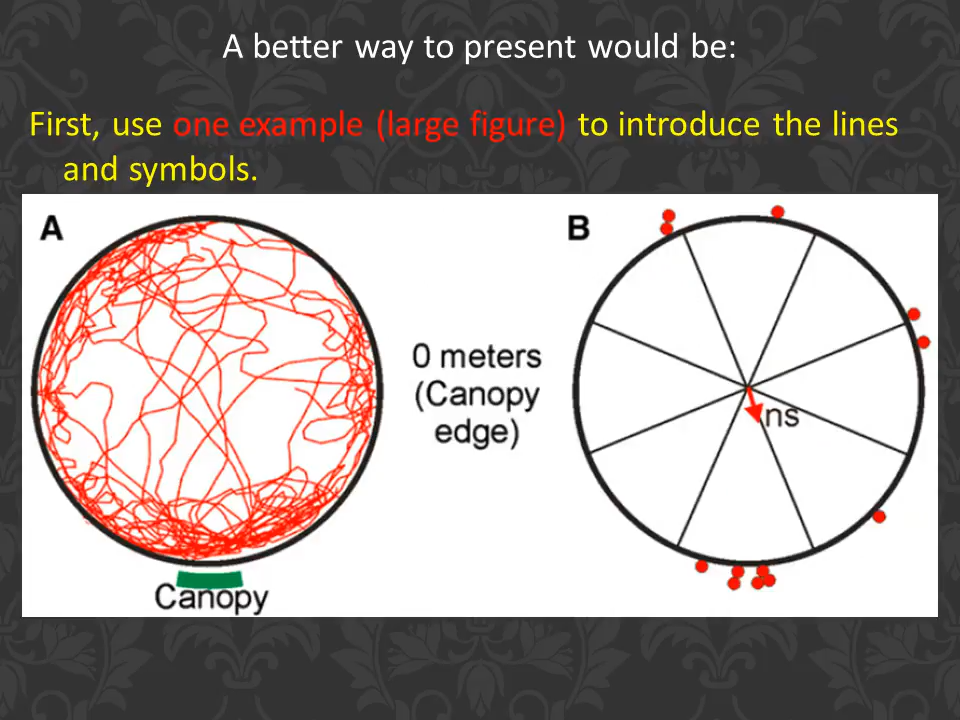 A better way to present would be:
First, use one example (large figure) to introduce the lines
and symbols.
A
B
0 meters
(Canopy
edge)
ns
Canopy